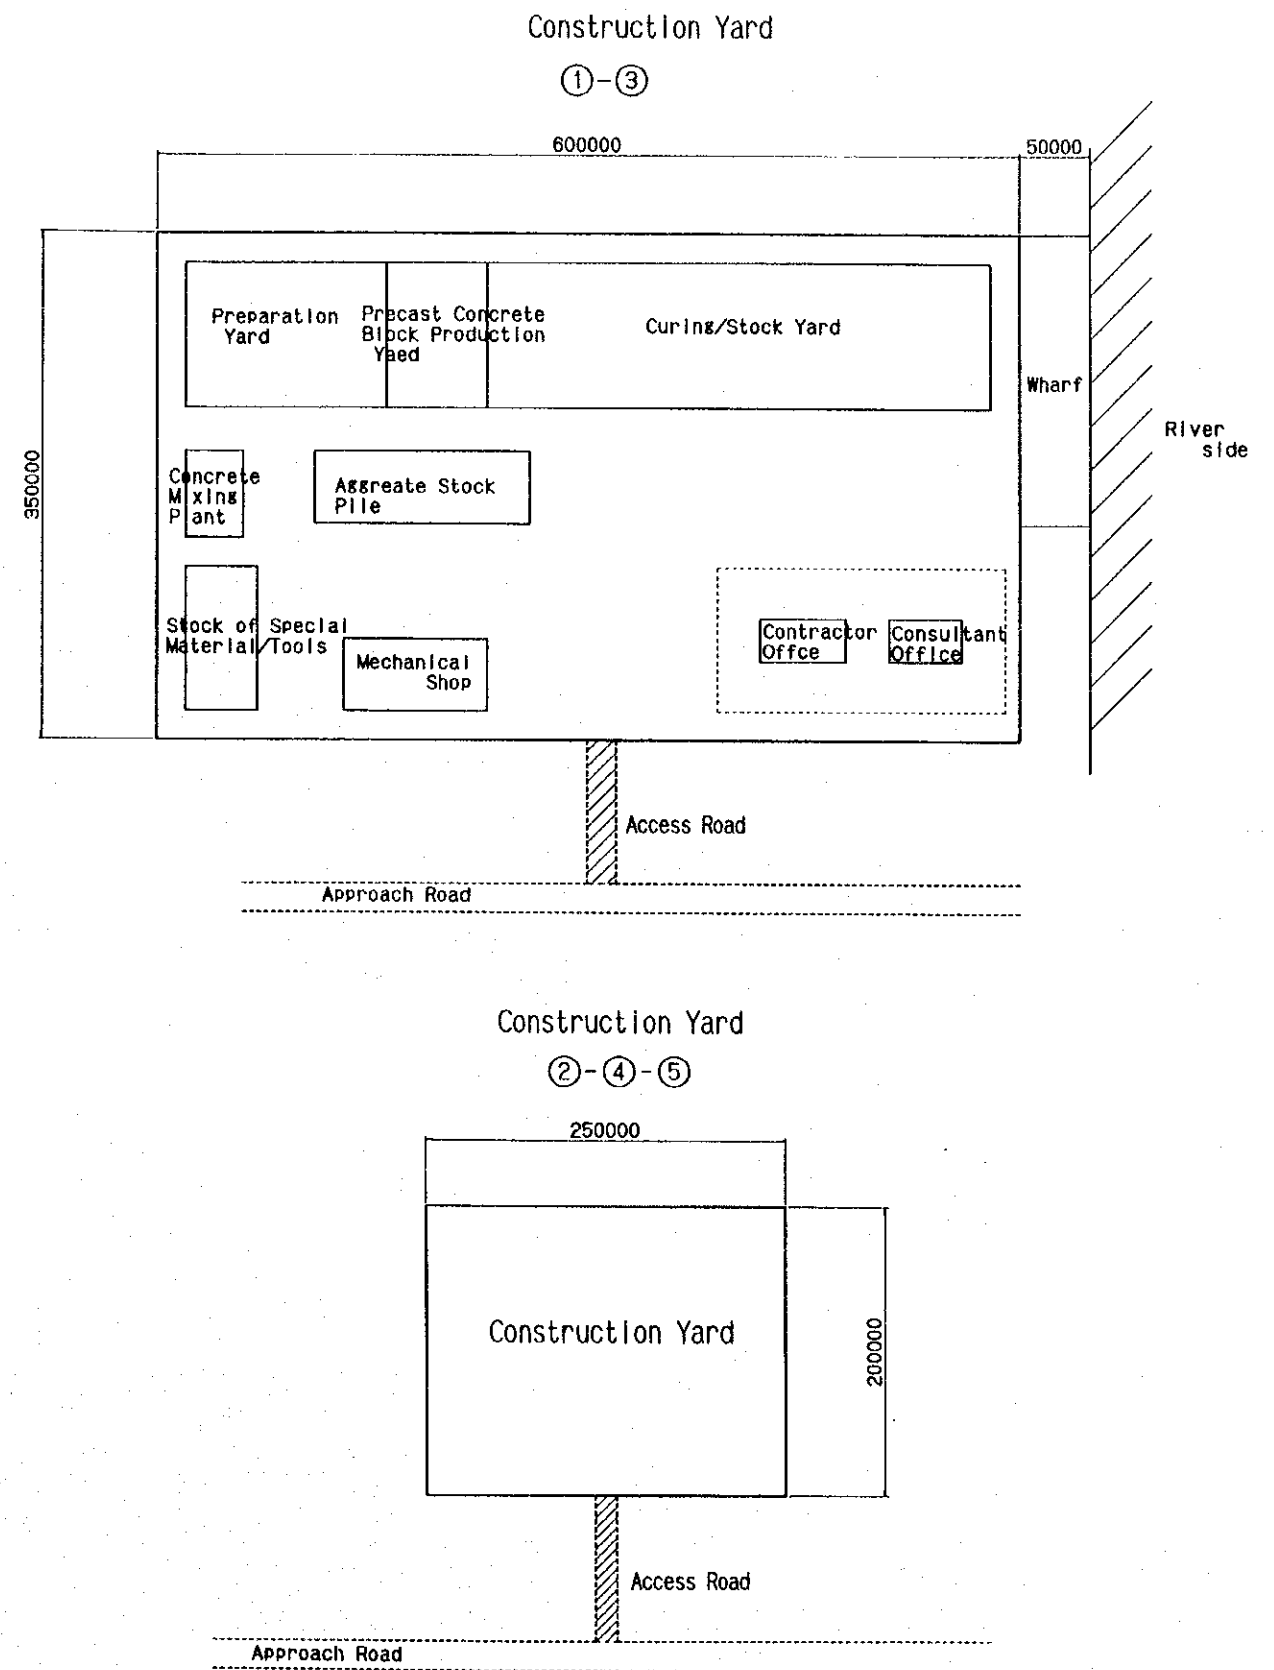 Construction Yard
①-③
600000
50000
350000
Preparation
Yard
Precast Concrete
Block Production
Yaed
Curing/Stock Yard
Wharf
River
side
Concrete
Mixing
Plant
Aggreate Stock
Pile
Stock of Special
Material/Tools
Mechanical
Shop
Contractor
Offce
Consultant
Office
Access Road
Approach Road
Construction Yard
②-④-⑤
250000
Construction Yard
200000
Access Road
Approach Road